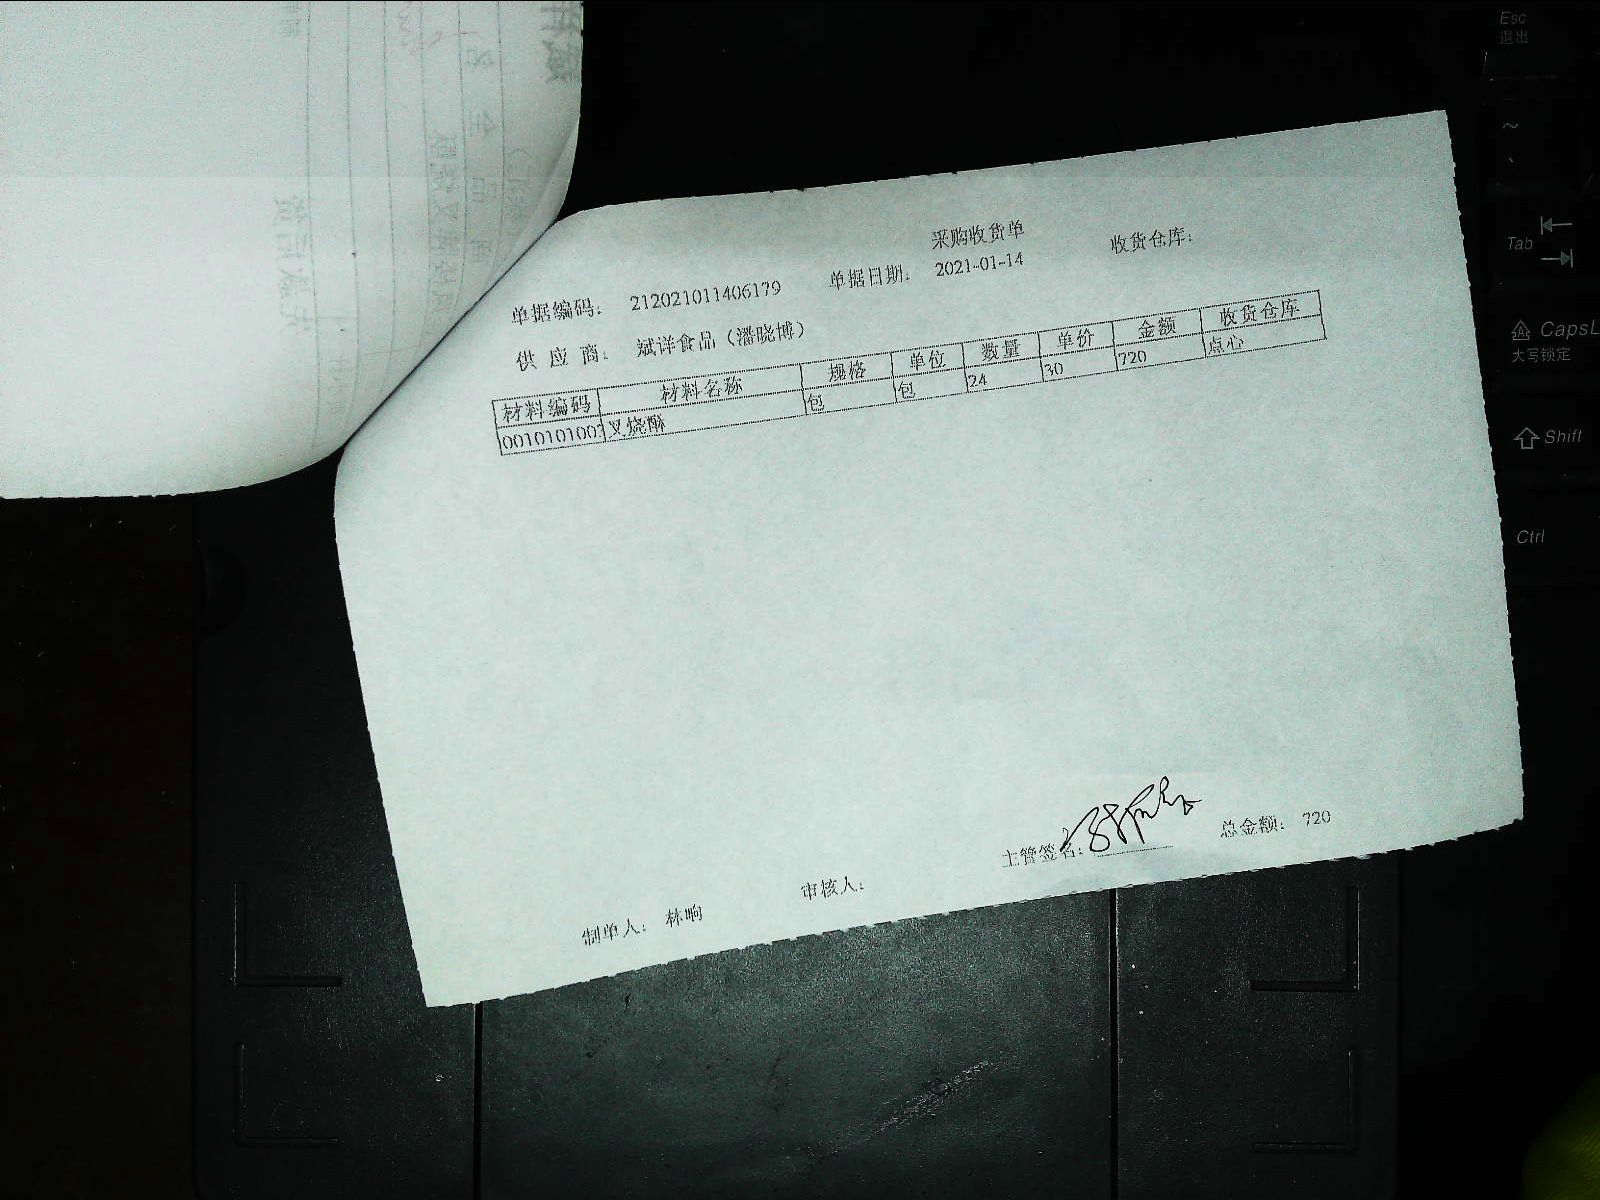 采购收货单
收货仓库:
单据编码: 212021011406179 单据日期: 2021-01-14
供应商: 斌详食品(潘晓博)
材料编码 材料名称 规格 单位 数量 单价 金额 收货仓库
001010100 叉烧酥 包 包 24 30 720 点心
主管签名: 总金额: 720
制单人: 林响 审核人:
Esc
退出
~
Tab
CapsL
大写锁定
Shift
Ctrl